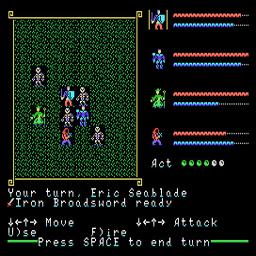 Act
Your turn, Eric Seablade
Iron Broadsword ready
↓←↑→ Move ↓←↑→ Attack
U)se F)ire
Press SPACE to end turn